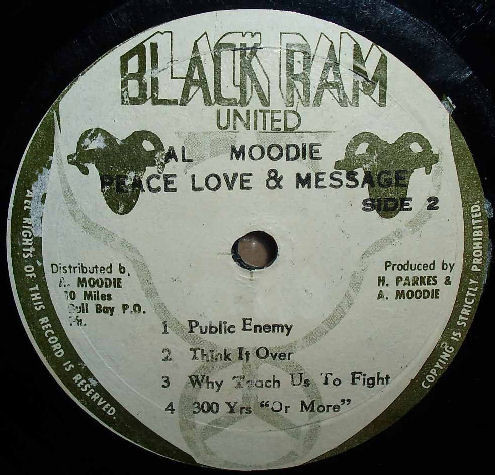 BLACK RAM
UNITED
AL MOODIE
PEACE LOVE & MESSAGE
SIDE 2
Distributed b.
A. MOODIE
10 Miles
Bull Bay P.O.
Produced by
H. PARKES &
A. MOODIE
1 Public Enemy
2 Think It Over
3 Why Teach Us To Fight
4 300 Yrs "Or More"
ALL RIGHTS OF THIS RECORD IS RESERVED.
COPYING IS STRICTLY PROHIBITED.